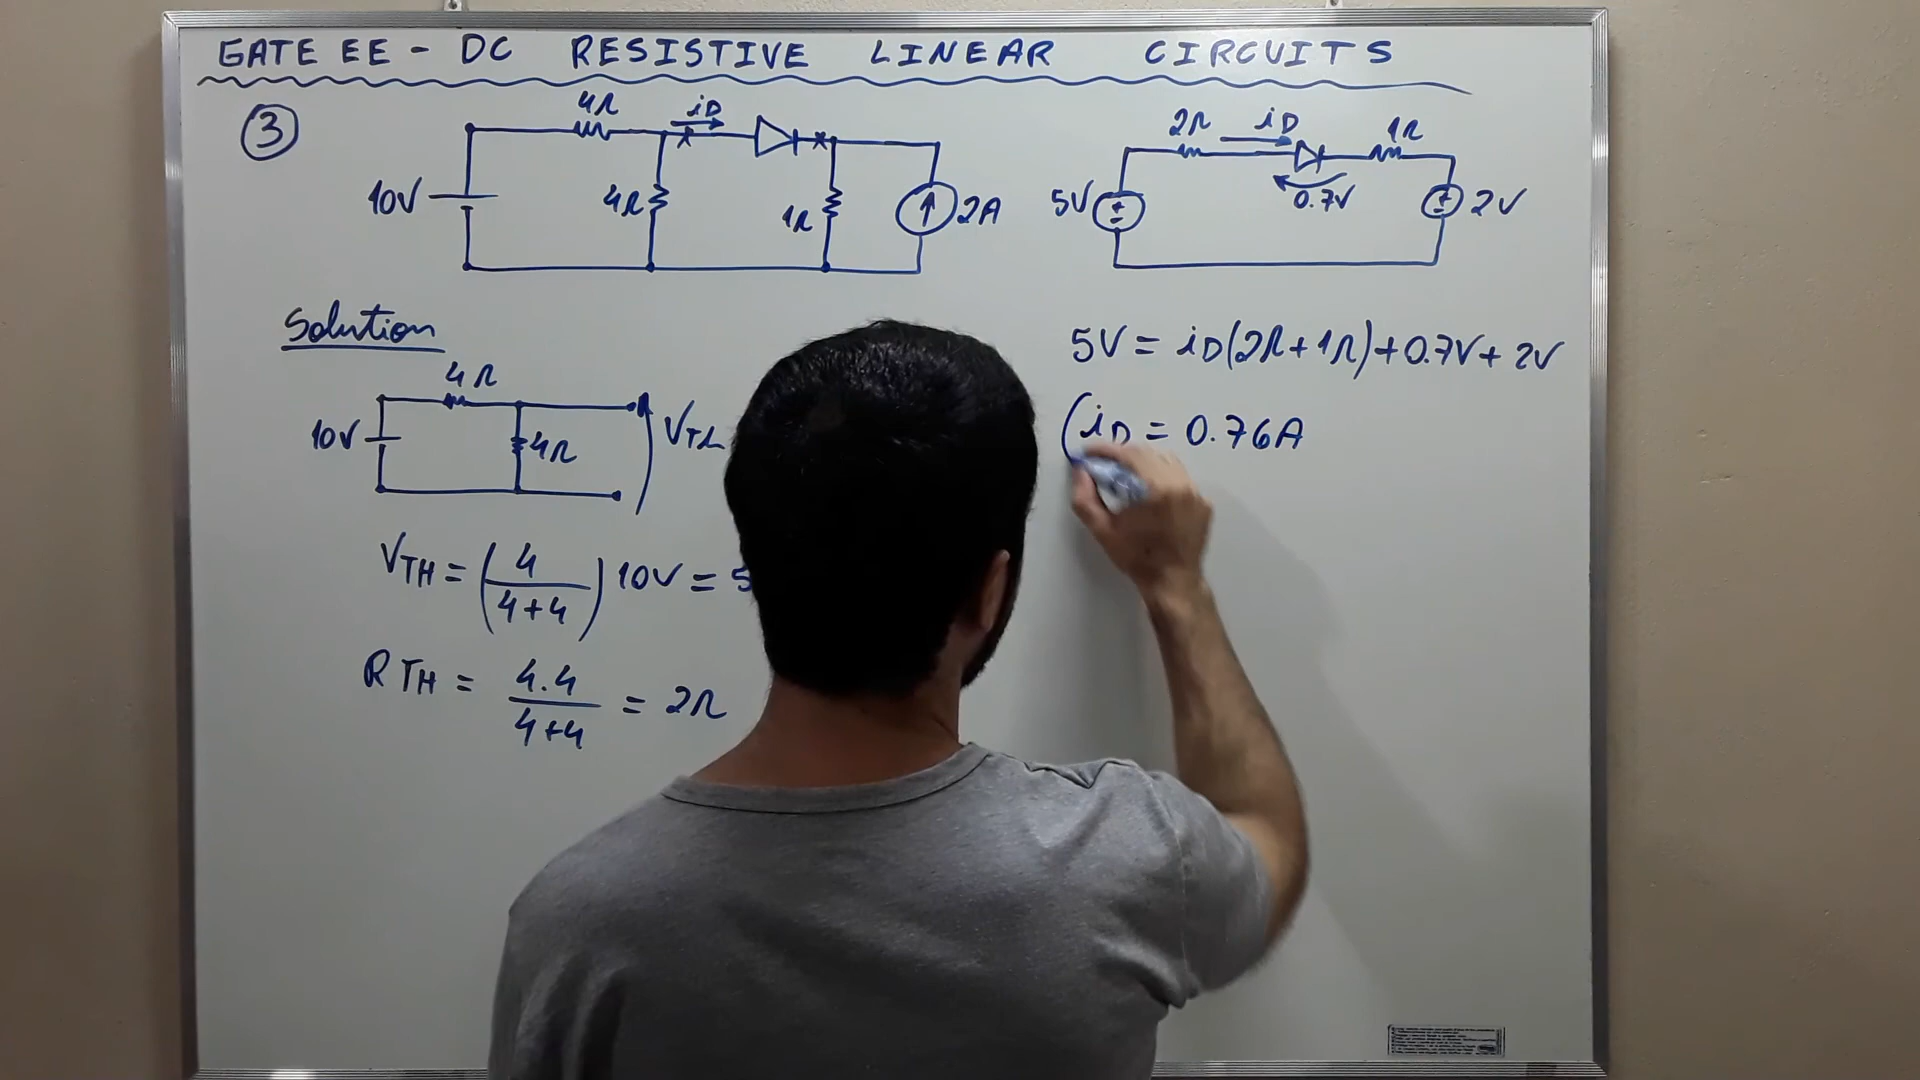 GATE EE - DC RESISTIVE LINEAR CIRCUITS
3
4Ω
iD
10V
4Ω
1Ω
2A
2Ω
iD
1Ω
5V
0.7V
2V
Solution
4Ω
10V
4Ω
VTh
VTH = (4/4+4) 10V = 5
RTH = 4.4/4+4 = 2Ω
5V = iD(2Ω+1Ω)+0.7V+2V
iD = 0.76A